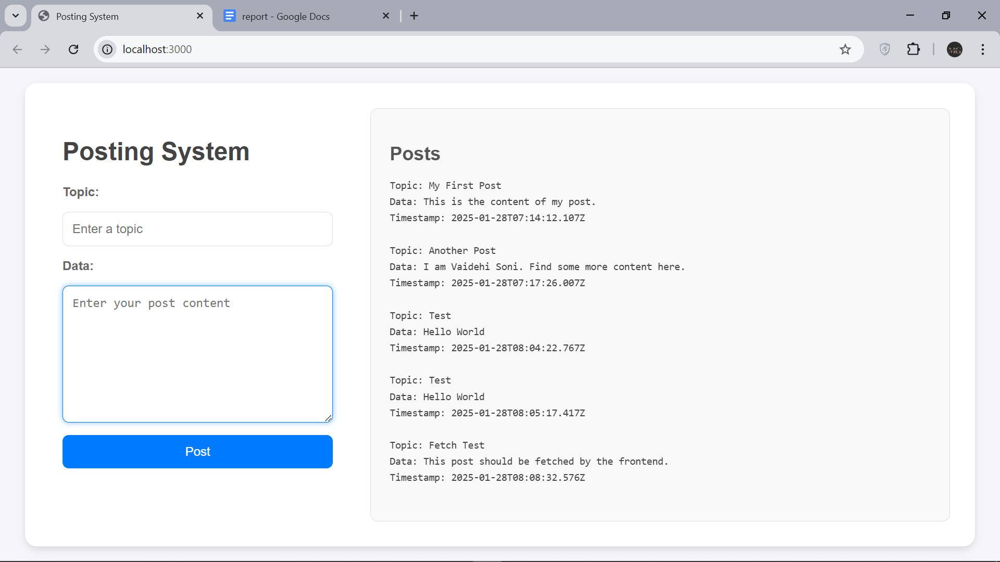 Posting System
report - Google Docs
localhost:3000
Posting System
Topic:
Enter a topic
Data:
Enter your post content
Post
Posts
Topic: My First Post
Data: This is the content of my post.
Timestamp: 2025-01-28T07:14:12.107Z
Topic: Another Post
Data: I am Vaidehi Soni. Find some more content here.
Timestamp: 2025-01-28T07:17:26.007Z
Topic: Test
Data: Hello World
Timestamp: 2025-01-28T08:04:22.767Z
Topic: Test
Data: Hello World
Timestamp: 2025-01-28T08:05:17.417Z
Topic: Fetch Test
Data: This post should be fetched by the frontend.
Timestamp: 2025-01-28T08:08:32.576Z